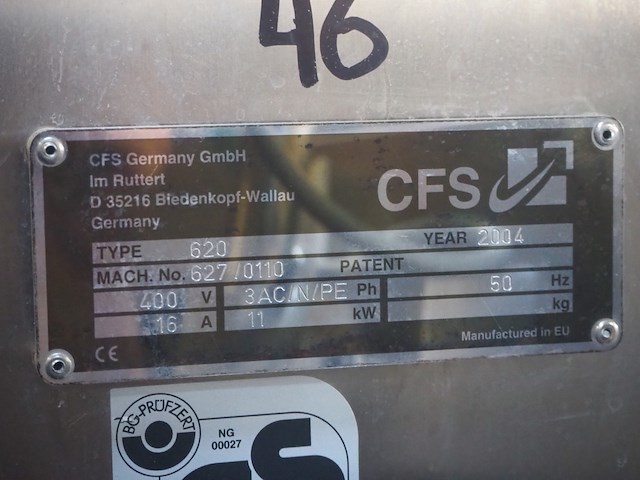 46
CFS Germany GmbH
Im Ruttert
D 35216 Biedenkopf-Wallau
Germany
CFS
TYPE 620 YEAR 2004
MACH. No. 627/0110 PATENT
400 V 3AC/N/PE Ph 50 Hz
16 A 11 kW kg
CE Manufactured in EU
BG-PRÜFZERT
NG
00027
GS